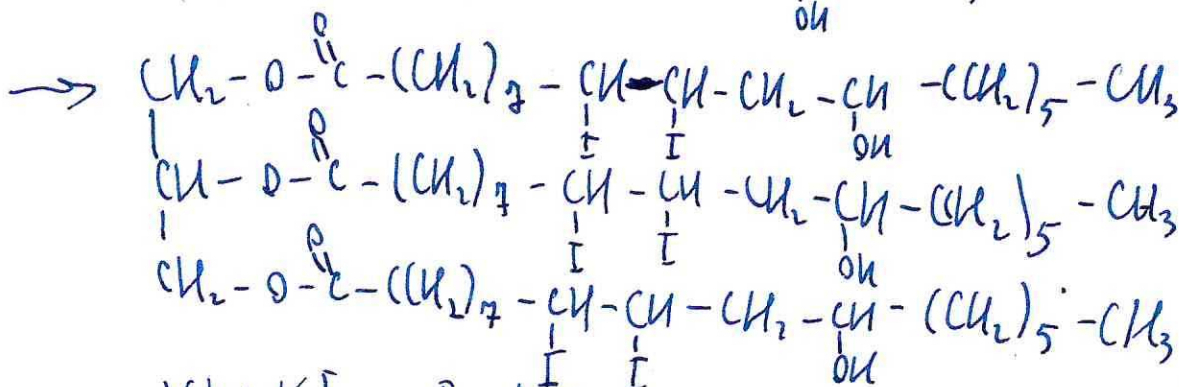 OH
→ CH₂ - O - C - (CH₂)₇ - CH - CH - CH₂ - CH - (CH₂)₅ - CH₃
O
I I OH
CH - O - C - (CH₂)₇ - CH - CH - CH₂ - CH - (CH₂)₅ - CH₃
O
I I OH
CH₂ - O - C - (CH₂)₇ - CH - CH - CH₂ - CH - (CH₂)₅ - CH₃
O
I I OH